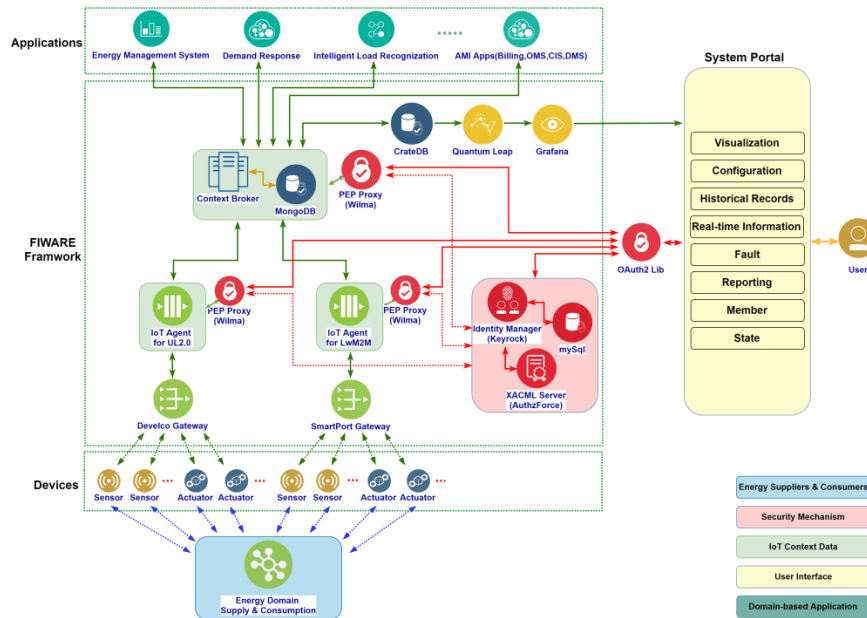 Applications
Energy Management System
Demand Response
Intelligent Load Recognization
AMI Apps(Billing,OMS,CIS,DMS)
System Portal
CrateDB
Quantum Leap
Grafana
Visualization
Configuration
Historical Records
Real-time Information
Fault
Reporting
Member
State
Context Broker
MongoDB
PEP Proxy
(Wilma)
FIWARE
Framwork
OAuth2 Lib
User
PEP Proxy
(Wilma)
PEP Proxy
(Wilma)
IoT Agent
for UL2.0
IoT Agent
for LwM2M
Identity Manager
(Keyrock)
mySql
XACML Server
(AuthzForce)
Develco Gateway
SmartPort Gateway
Devices
Sensor
Sensor
Actuator
Actuator
Sensor
Sensor
Actuator
Actuator
Energy Domain
Supply & Consumption
Energy Suppliers & Consumers
Security Mechanism
IoT Context Data
User Interface
Domain-based Application